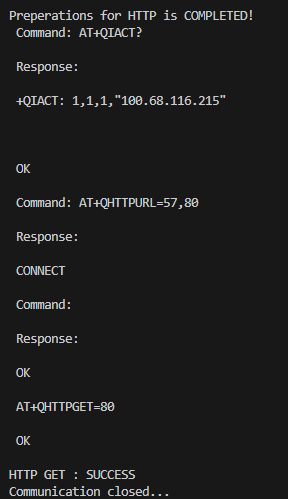 Preperations for HTTP is COMPLETED!
Command: AT+QIACT?
Response:
+QIACT: 1,1,1,"100.68.116.215"
OK
Command: AT+QHTTPURL=57,80
Response:
CONNECT
Command:
Response:
OK
AT+QHTTPGET=80
OK
HTTP GET : SUCCESS
Communication closed...